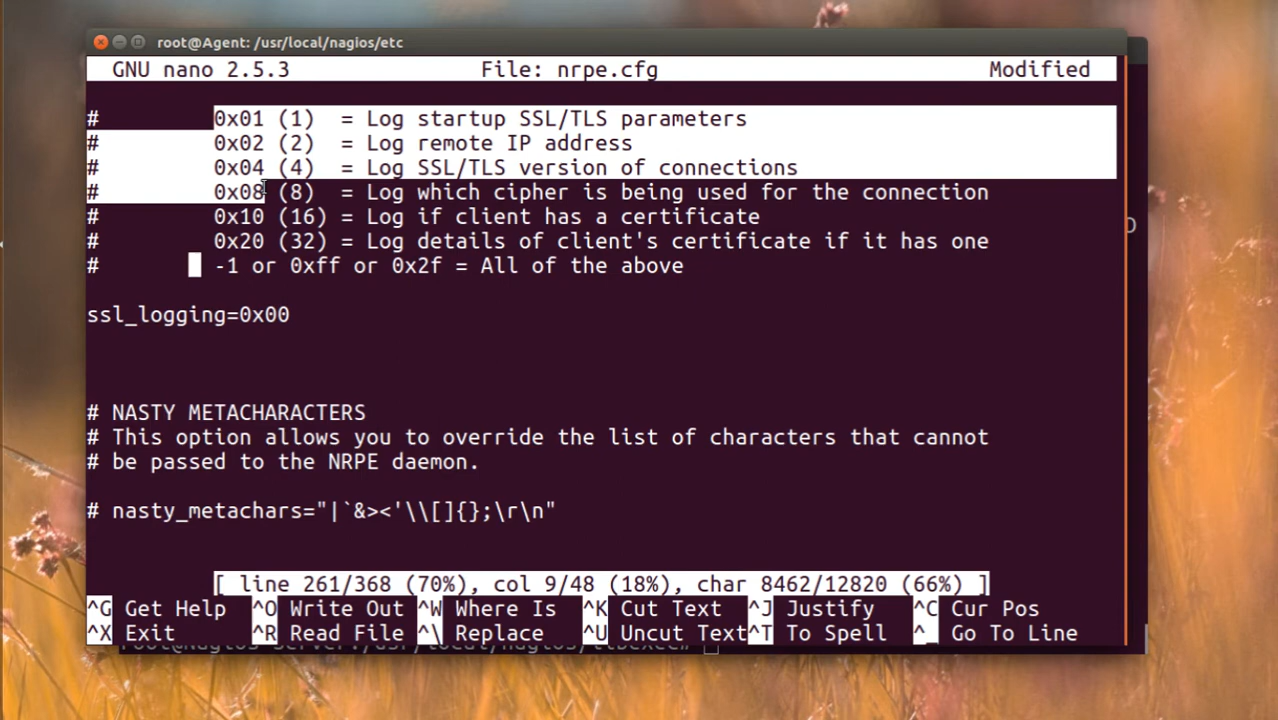 root@Agent: /usr/local/nagios/etc
GNU nano 2.5.3 File: nrpe.cfg Modified
# 0x01 (1) = Log startup SSL/TLS parameters
# 0x02 (2) = Log remote IP address
# 0x04 (4) = Log SSL/TLS version of connections
# 0x08 (8) = Log which cipher is being used for the connection
# 0x10 (16) = Log if client has a certificate
# 0x20 (32) = Log details of client's certificate if it has one
# -1 or 0xff or 0x2f = All of the above
ssl_logging=0x00
# NASTY METACHARACTERS
# This option allows you to override the list of characters that cannot
# be passed to the NRPE daemon.
# nasty_metachars="|`&><'\\[]{};\r\n"
[ line 261/368 (70%), col 9/48 (18%), char 8462/12820 (66%) ]
^G Get Help ^O Write Out ^W Where Is ^K Cut Text ^J Justify ^C Cur Pos
^X Exit ^R Read File ^\ Replace ^U Uncut Text ^T To Spell ^_ Go To Line